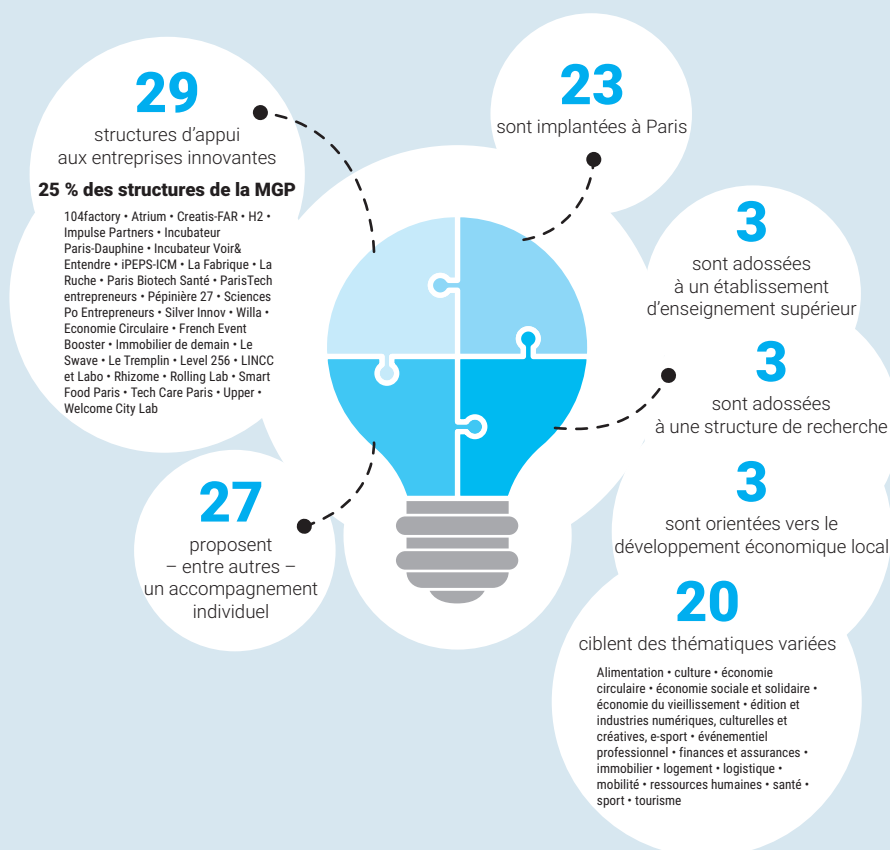 29
structures d'appui
aux entreprises innovantes
25 % des structures de la MGP
104factory • Atrium • Creatis-FAR • H2 •
Impulse Partners • Incubateur
Paris-Dauphine • Incubateur Voir&
Entendre • iPEPS-ICM • La Fabrique • La
Ruche • Paris Biotech Santé • ParisTech
entrepreneurs • Pépinière 27 • Sciences
Po Entrepreneurs • Silver Innov • Willa •
Economie Circulaire • French Event
Booster • Immobilier de demain • Le
Swave • Le Tremplin • Level 256 • LINCC
et Labo • Rhizome • Rolling Lab • Smart
Food Paris • Tech Care Paris • Upper •
Welcome City Lab
23
sont implantées à Paris
3
sont adossées
à un établissement
d'enseignement supérieur
3
sont adossées
à une structure de recherche
3
sont orientées vers le
développement économique local
27
proposent
– entre autres –
un accompagnement
individuel
20
ciblent des thématiques variées
Alimentation • culture • économie
circulaire • économie sociale et solidaire •
économie du vieillissement • édition et
industries numériques, culturelles et
créatives, e-sport • événementiel
professionnel • finances et assurances •
immobilier • logement • logistique •
mobilité • ressources humaines • santé •
sport • tourisme